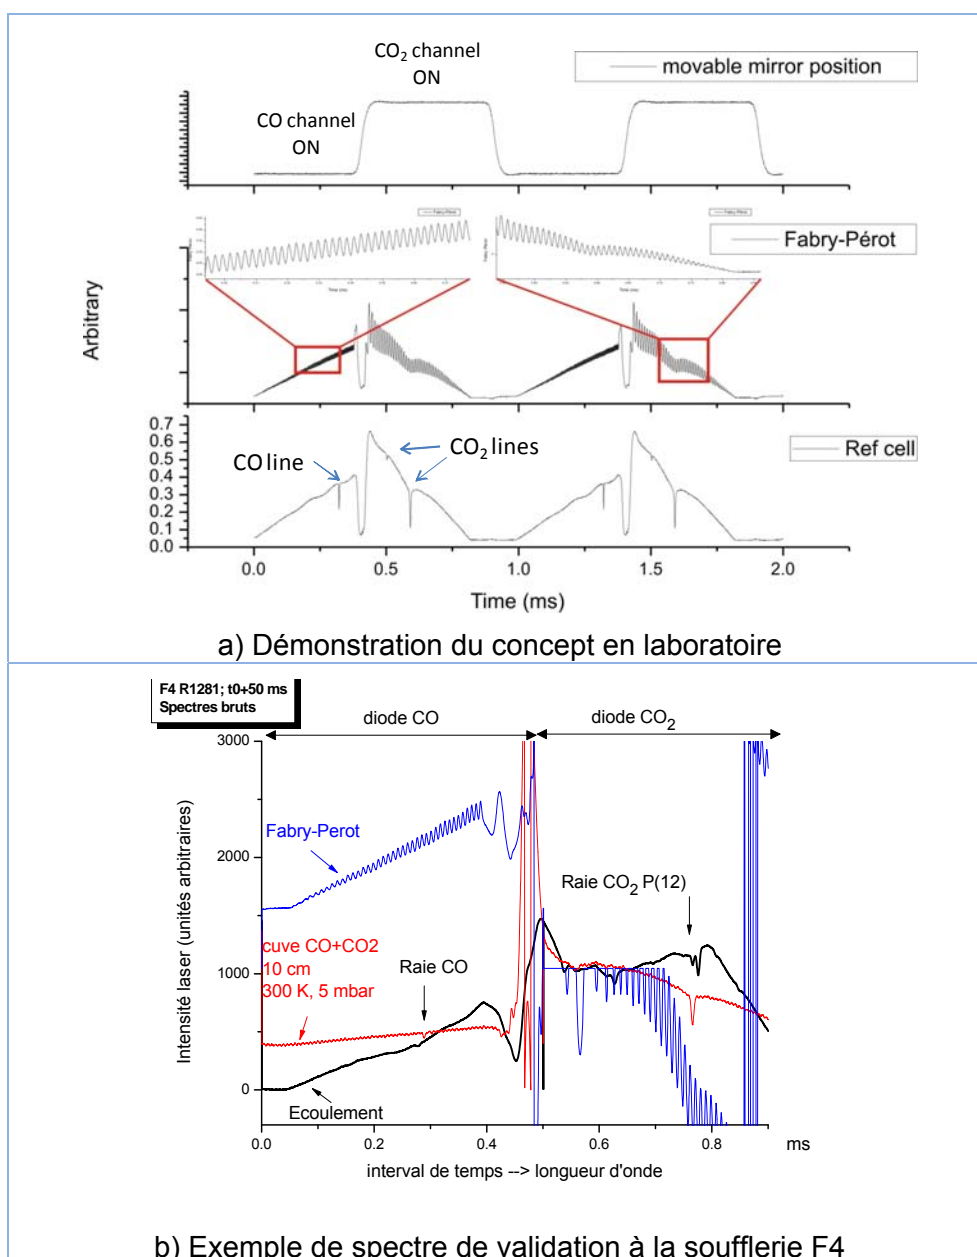 CO₂ channel
ON
movable mirror position
CO channel
ON
Fabry-Pérot
Arbitrary
0.7
0.6
0.5
0.4
0.3
0.2
0.1
0.0
CO line
CO₂ lines
Ref cell
0.0
0.5
1.0
1.5
2.0
Time (ms)
a) Démonstration du concept en laboratoire
F4 R1281; t0+50 ms
Spectres bruts
diode CO
diode CO₂
3000
2000
1000
0
Intensité laser (unités arbitraires)
Fabry-Perot
Raie CO₂ P(12)
cuve CO+CO2
10 cm
300 K, 5 mbar
Raie CO
Ecoulement
0.0
0.2
0.4
0.6
0.8
ms
interval de temps --> longueur d'onde
b) Exemple de spectre de validation à la soufflerie F4